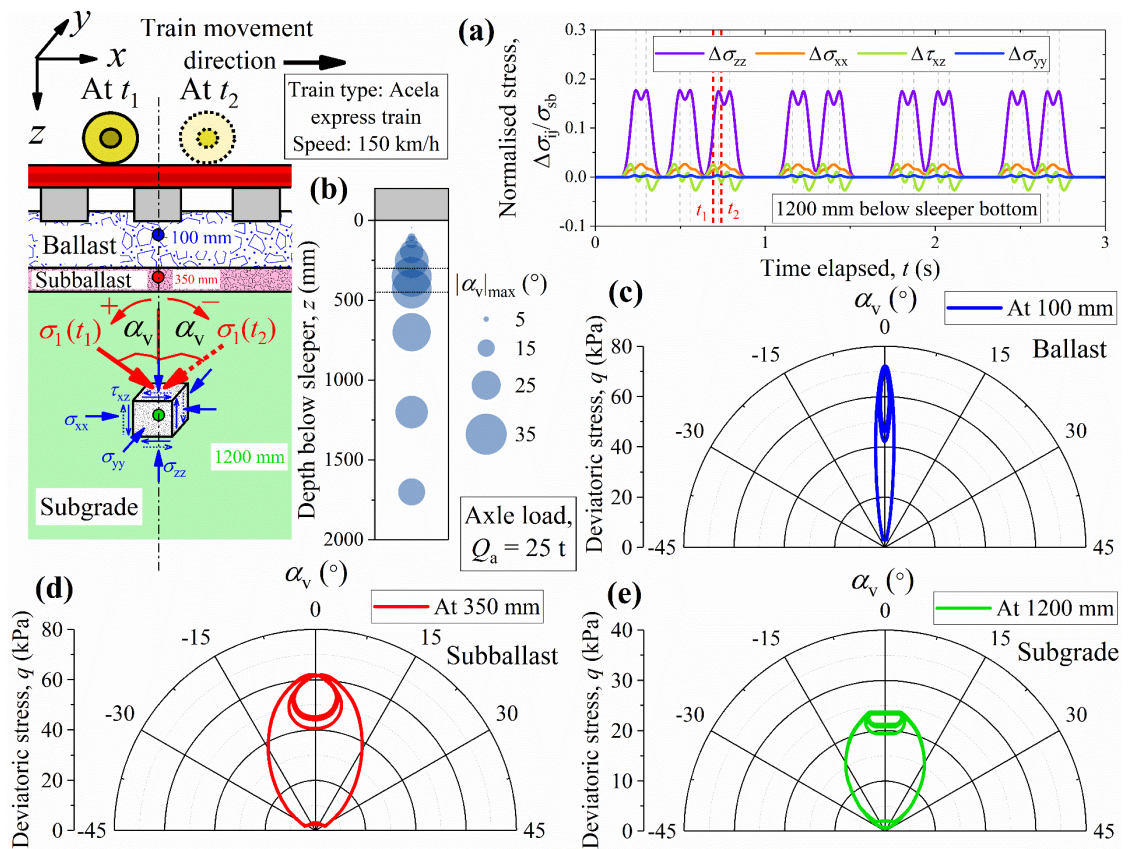 y
x
z
Train movement
direction
At t₁
At t₂
Train type: Acela
express train
Speed: 150 km/h
Ballast
100 mm
Subballast
350 mm
+
−
σ₁(t₁)
αᵥ
αᵥ
σ₁(t₂)
τₓz
σₓₓ
σyy
σzz
1200 mm
Subgrade
(a)
Normalised stress,
Δσᵢⱼ/σsb
0.3
0.2
0.1
0.0
-0.1
Δσzz
Δσxx
Δτxz
Δσyy
t₁
t₂
1200 mm below sleeper bottom
0
1
2
3
Time elapsed, t (s)
(b)
Depth below sleeper, z (mm)
0
500
1000
1500
2000
|αᵥ|max (°)
5
15
25
35
Axle load,
Qa = 25 t
(c)
αᵥ (°)
At 100 mm
Ballast
Deviatoric stress, q (kPa)
80
60
40
20
0
-45
-30
-15
0
15
30
45
(d)
αᵥ (°)
At 350 mm
Subballast
Deviatoric stress, q (kPa)
80
60
40
20
0
-45
-30
-15
0
15
30
45
(e)
αᵥ (°)
At 1200 mm
Subgrade
Deviatoric stress, q (kPa)
40
30
20
10
0
-45
-30
-15
0
15
30
45